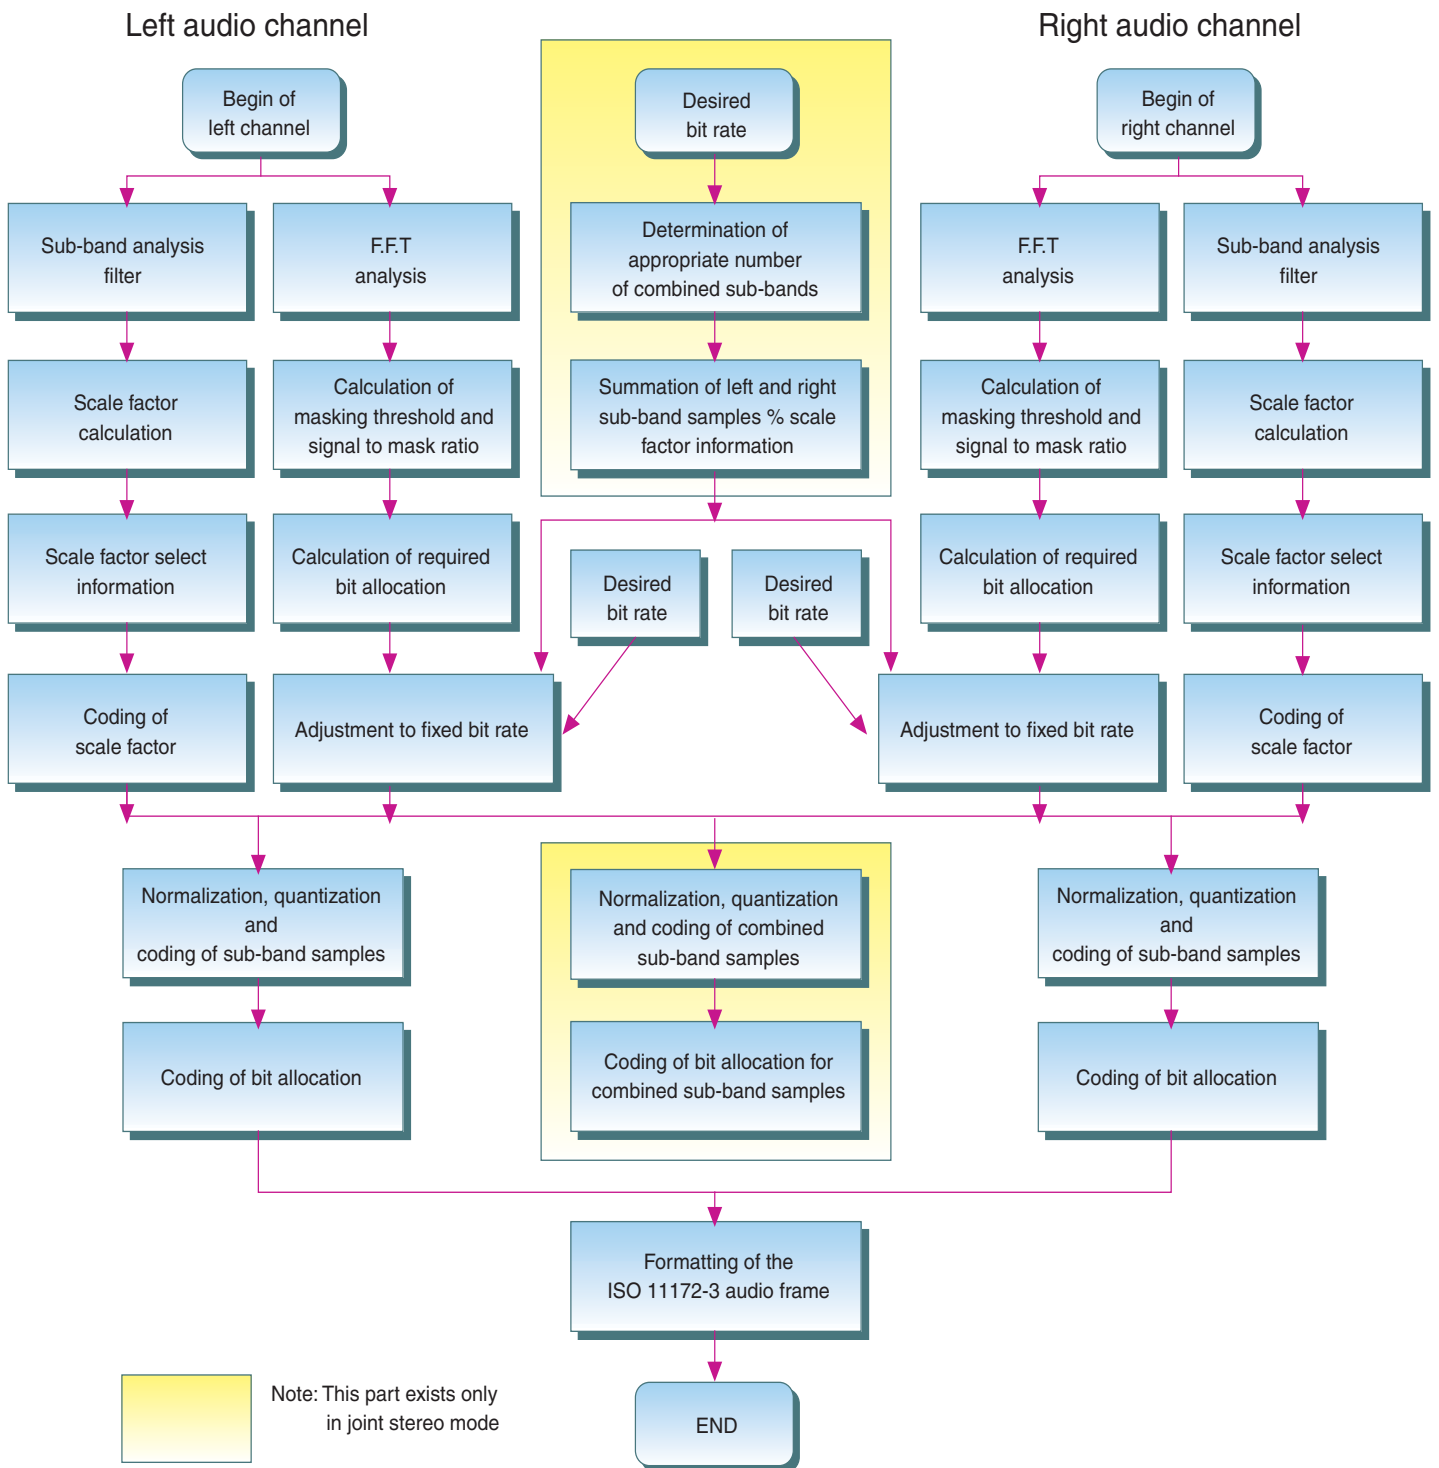 Left audio channel
Right audio channel
Begin of
left channel
Desired
bit rate
Begin of
right channel
Sub-band analysis
filter
F.F.T
analysis
Determination of
appropriate number
of combined sub-bands
F.F.T
analysis
Sub-band analysis
filter
Scale factor
calculation
Calculation of
masking threshold and
signal to mask ratio
Summation of left and right
sub-band samples % scale
factor information
Calculation of
masking threshold and
signal to mask ratio
Scale factor
calculation
Scale factor select
information
Calculation of required
bit allocation
Desired
bit rate
Desired
bit rate
Calculation of required
bit allocation
Scale factor select
information
Coding of
scale factor
Adjustment to fixed bit rate
Adjustment to fixed bit rate
Coding of
scale factor
Normalization, quantization
and
coding of sub-band samples
Normalization, quantization
and coding of combined
sub-band samples
Normalization, quantization
and
coding of sub-band samples
Coding of bit allocation
Coding of bit allocation for
combined sub-band samples
Coding of bit allocation
Formatting of the
ISO 11172-3 audio frame
Note: This part exists only
in joint stereo mode
END